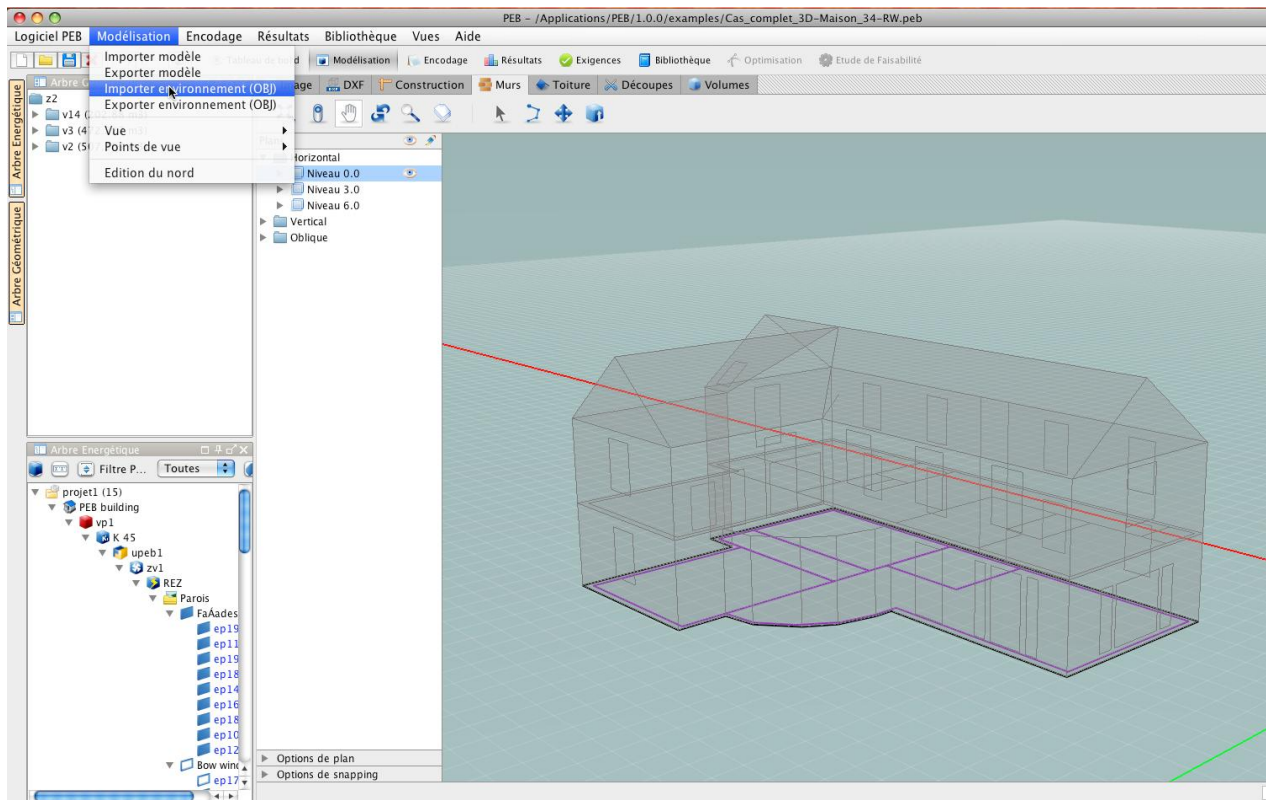 PEB – /Applications/PEB/1.0.0/examples/Cas_complet_3D-Maison_34-RW.peb
Logiciel PEB Modélisation Encodage Résultats Bibliothèque Vues Aide
Importer modèle
Exporter modèle
Importer environnement (OBJ)
Exporter environnement (OBJ)
Vue
Points de vue
Edition du nord
Modélisation Encodage Résultats Exigences Bibliothèque Optimisation Etude de Faisabilité
age DXF Construction Murs Toiture Découpes Volumes
Arbre Energétique
Arbre Géométrique
z2
v14
v3 (47
v2 (5
Horizontal
Niveau 0.0
Niveau 3.0
Niveau 6.0
Vertical
Oblique
Arbre Energétique
Filtre P... Toutes
projet1 (15)
PEB building
vp1
K 45
upeb1
zv1
REZ
Parois
FaÁades
ep19
ep11
ep19
ep18
ep14
ep16
ep18
ep10
ep12
Bow wind
ep17
Options de plan
Options de snapping